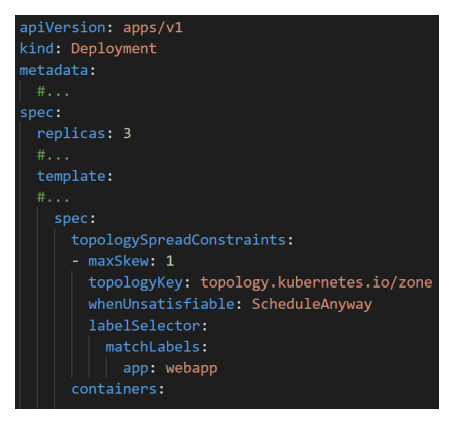 apiVersion: apps/v1
kind: Deployment
metadata:
  #...
spec:
  replicas: 3
  #...
  template:
  #...
    spec:
      topologySpreadConstraints:
      - maxSkew: 1
        topologyKey: topology.kubernetes.io/zone
        whenUnsatisfiable: ScheduleAnyway
        labelSelector:
          matchLabels:
            app: webapp
      containers: